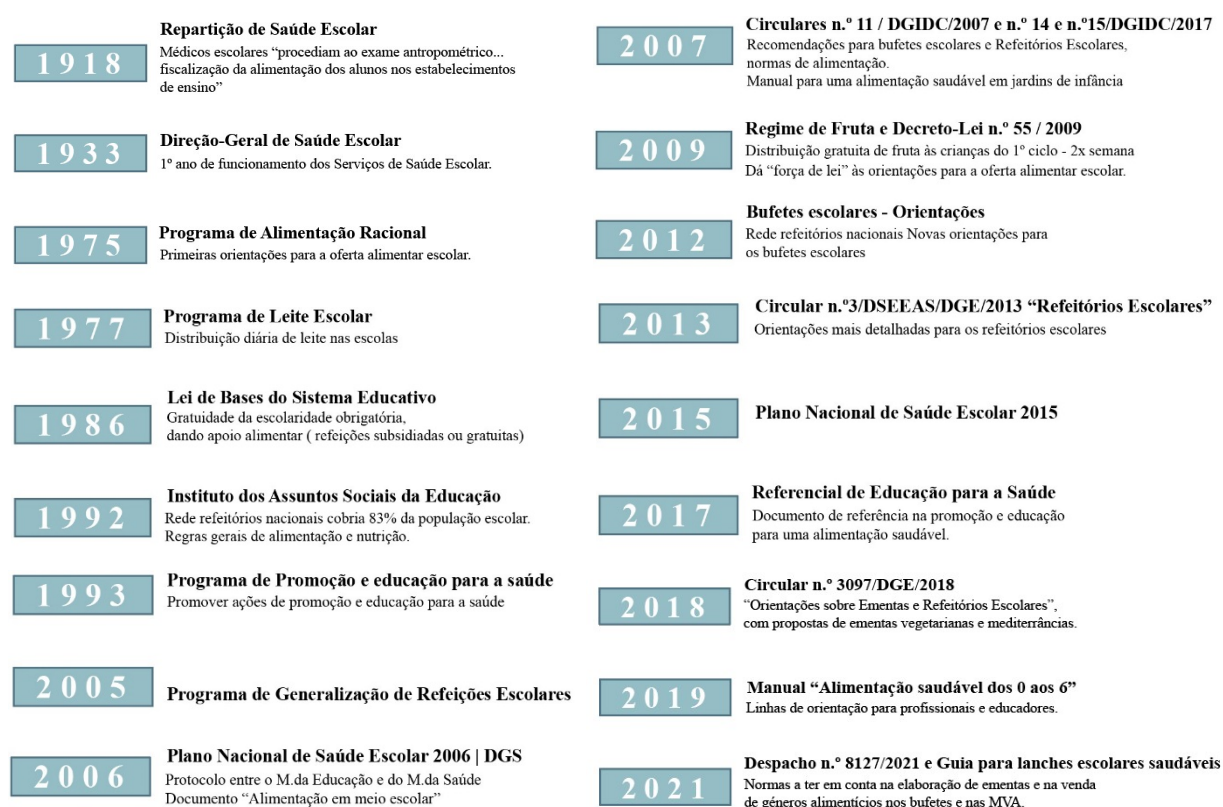 1918
Repartição de Saúde Escolar
Médicos escolares “procediam ao exame antropométrico...
fiscalização da alimentação dos alunos nos estabelecimentos
de ensino”
1933
Direção-Geral de Saúde Escolar
1º ano de funcionamento dos Serviços de Saúde Escolar.
1975
Programa de Alimentação Racional
Primeiras orientações para a oferta alimentar escolar.
1977
Programa de Leite Escolar
Distribuição diária de leite nas escolas
1986
Lei de Bases do Sistema Educativo
Gratuidade da escolaridade obrigatória,
dando apoio alimentar ( refeições subsidiadas ou gratuitas)
1992
Instituto dos Assuntos Sociais da Educação
Rede refeitórios nacionais cobria 83% da população escolar.
Regras gerais de alimentação e nutrição.
1993
Programa de Promoção e educação para a saúde
Promover ações de promoção e educação para a saúde
2005
Programa de Generalização de Refeições Escolares
2006
Plano Nacional de Saúde Escolar 2006 | DGS
Protocolo entre o M.da Educação e do M.da Saúde
Documento “Alimentação em meio escolar”
2007
Circulares n.º 11 / DGIDC/2007 e n.º 14 e n.º15/DGIDC/2017
Recomendações para bufetes escolares e Refeitórios Escolares,
normas de alimentação.
Manual para uma alimentação saudável em jardins de infância
2009
Regime de Fruta e Decreto-Lei n.º 55 / 2009
Distribuição gratuita de fruta às crianças do 1º ciclo - 2x semana
Dá “força de lei” às orientações para a oferta alimentar escolar.
2012
Bufetes escolares - Orientações
Rede refeitórios nacionais Novas orientações para
os bufetes escolares
2013
Circular n.º3/DSEEAS/DGE/2013 “Refeitórios Escolares”
Orientações mais detalhadas para os refeitórios escolares
2015
Plano Nacional de Saúde Escolar 2015
2017
Referencial de Educação para a Saúde
Documento de referência na promoção e educação
para uma alimentação saudável.
2018
Circular n.º 3097/DGE/2018
“Orientações sobre Ementas e Refeitórios Escolares”,
com propostas de ementas vegetarianas e mediterrâncias.
2019
Manual “Alimentação saudável dos 0 aos 6”
Linhas de orientação para profissionais e educadores.
2021
Despacho n.º 8127/2021 e Guia para lanches escolares saudáveis
Normas a ter em conta na elaboração de ementas e na venda
de géneros alimentícios nos bufetes e nas MVA.